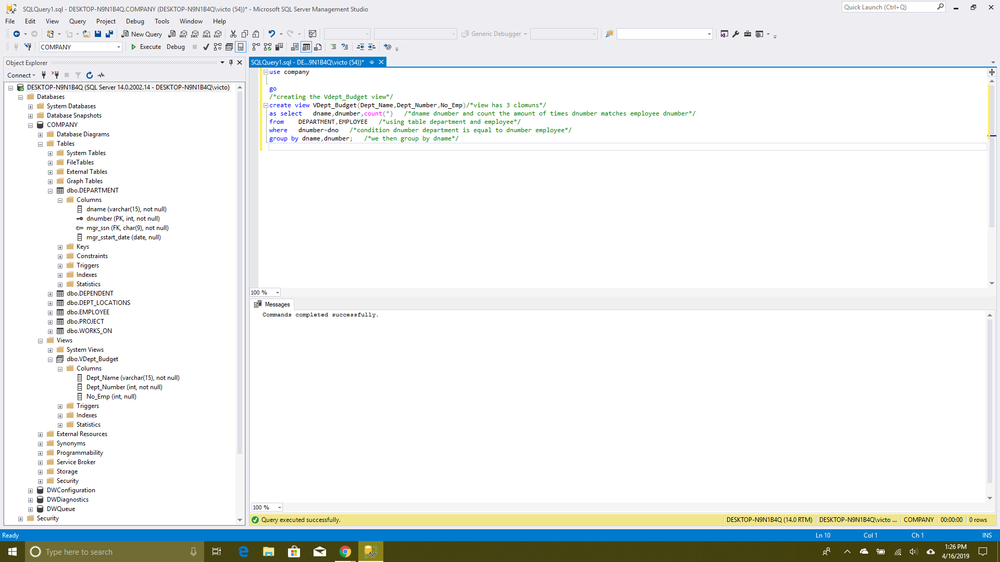 SQLQuery1.sql - DESKTOP-N9N1B4Q.COMPANY (DESKTOP-N9N1B4Q\victo (54))* - Microsoft SQL Server Management Studio
Quick Launch (Ctrl+Q)
File Edit View Query Project Debug Tools Window Help
New Query
MDX DMX XMLA DAX
Generic Debugger
COMPANY
Execute Debug
Object Explorer
SQLQuery1.sql - DE...9N1B4Q\victo (54))*
Connect
DESKTOP-N9N1B4Q (SQL Server 14.0.2002.14 - DESKTOP-N9N1B4Q\victo)
Databases
System Databases
Database Snapshots
COMPANY
Database Diagrams
Tables
System Tables
FileTables
External Tables
Graph Tables
dbo.DEPARTMENT
Columns
dname (varchar(15), not null)
dnumber (PK, int, not null)
mgr_ssn (FK, char(9), not null)
mgr_sstart_date (date, null)
Keys
Constraints
Triggers
Indexes
Statistics
dbo.DEPENDENT
dbo.DEPT_LOCATIONS
dbo.EMPLOYEE
dbo.PROJECT
dbo.WORKS_ON
Views
System Views
dbo.VDept_Budget
Columns
Dept_Name (varchar(15), not null)
Dept_Number (int, not null)
No_Emp (int, null)
Triggers
Indexes
Statistics
External Resources
Synonyms
Programmability
Service Broker
Storage
Security
DWConfiguration
DWDiagnostics
DWQueue
Security
use company
go
/*creating the Vdept_Budget view*/
create view VDept_Budget(Dept_Name,Dept_Number,No_Emp)/*view has 3 clomuns*/
as select dname,dnumber,count(*) /*dname dnumber and count the amount of times dnumber matches employee dnumber*/
from DEPARTMENT,EMPLOYEE /*using table department and employee*/
where dnumber=dno /*condition dnumber department is equal to dnumber employee*/
group by dname,dnumber; /*we then group by dname*/
100 %
Messages
Commands completed successfully.
100 %
Query executed successfully.
DESKTOP-N9N1B4Q (14.0 RTM) DESKTOP-N9N1B4Q\victo ... COMPANY 00:00:00 0 rows
Ready
Ln 10 Col 1 Ch 1 INS
Type here to search
1:26 PM
4/16/2019